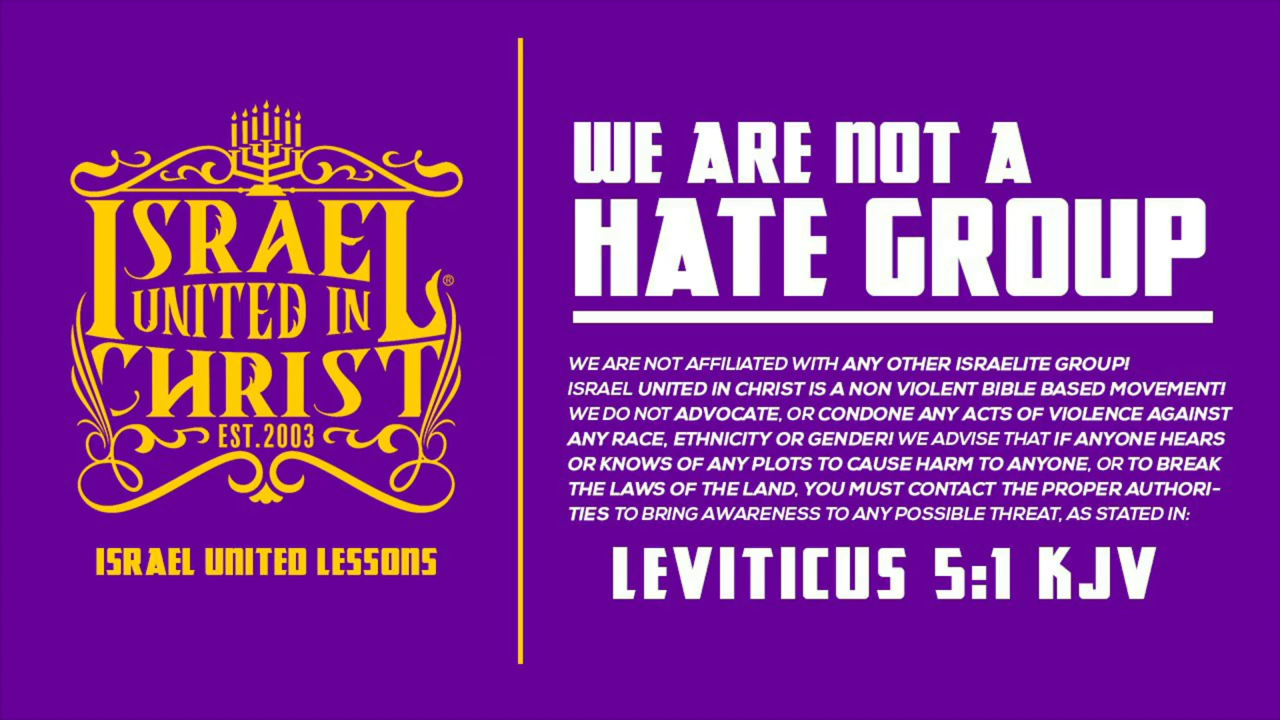 ISRAEL
UNITED IN
CHRIST
®
EST.2003
ISRAEL UNITED LESSONS
WE ARE NOT A
HATE GROUP
WE ARE NOT AFFILIATED WITH ANY OTHER ISRAELITE GROUP!
ISRAEL UNITED IN CHRIST IS A NON VIOLENT BIBLE BASED MOVEMENT!
WE DO NOT ADVOCATE, OR CONDONE ANY ACTS OF VIOLENCE AGAINST
ANY RACE, ETHNICITY OR GENDER! WE ADVISE THAT IF ANYONE HEARS
OR KNOWS OF ANY PLOTS TO CAUSE HARM TO ANYONE, OR TO BREAK
THE LAWS OF THE LAND, YOU MUST CONTACT THE PROPER AUTHORI-
TIES TO BRING AWARENESS TO ANY POSSIBLE THREAT, AS STATED IN:
LEVITICUS 5:1 KJV